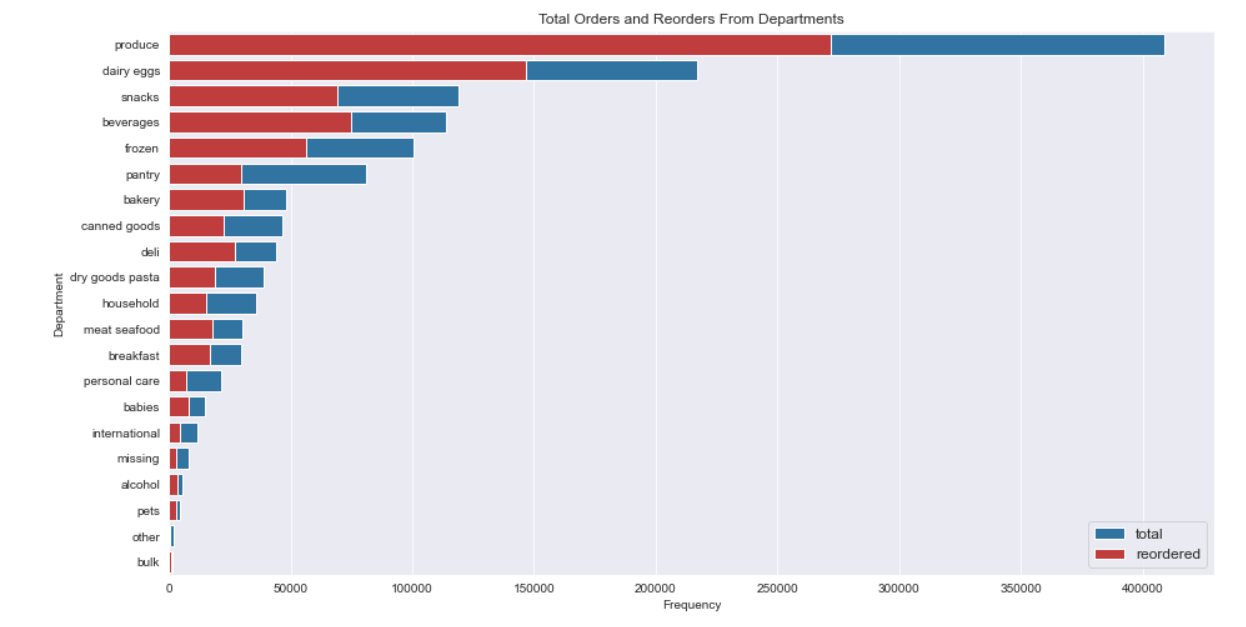 Total Orders and Reorders From Departments
Department
produce
dairy eggs
snacks
beverages
frozen
pantry
bakery
canned goods
deli
dry goods pasta
household
meat seafood
breakfast
personal care
babies
international
missing
alcohol
pets
other
bulk
total
reordered
0 50000 100000 150000 200000 250000 300000 350000 400000
Frequency